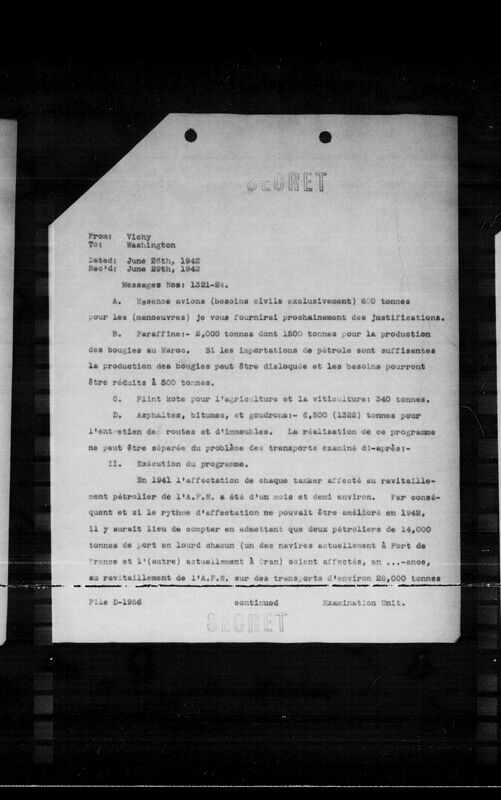 SECRET
From: Vichy
To: Washington
Dated: June 25th, 1942
Rec'd: June 29th, 1942
Messages Nos: 1321-24.
A. Essence avions (besoins civils exclusivement) 600 tonnes
pour les (manoeuvres) je vous fournirai prochainement des justifications.
B. Paraffine:- 2,000 tonnes dont 1500 tonnes pour la production
des bougies au Maroc. Si les importations de pétrole sont suffisantes
la production des bougies peut être disloquée et les besoins pourront
être réduits à 500 tonnes.
C. Flint kote pour l'agriculture et la viticulture: 340 tonnes.
D. Asphaltes, bitumes, et goudrons:- 6,500 (1322) tonnes pour
l'entretien des routes et d'immeubles. La réalisation de ce programme
ne peut être séparée du problème des transports examiné ci-après:-
II. Exécution du programme.
En 1941 l'affectation de chaque tanker affecté au ravitaille-
ment pétrolier de l'A.F.N. a été d'un mois et demi environ. Par consé-
quent et si le rythme d'affectation ne pouvait être amélioré en 1942,
il y aurait lieu de compter en admettant que deux pétroliers de 14,000
tonnes de port en lourd chacun (un des navires actuellement à Fort de
France et l'(autre) actuellement à Oran) soient affectés, en ...-ance,
au ravitaillement de l'A.F.N. sur des transports d'environ 28,000 tonnes
File D-1956 continued Examination Unit.
SECRET